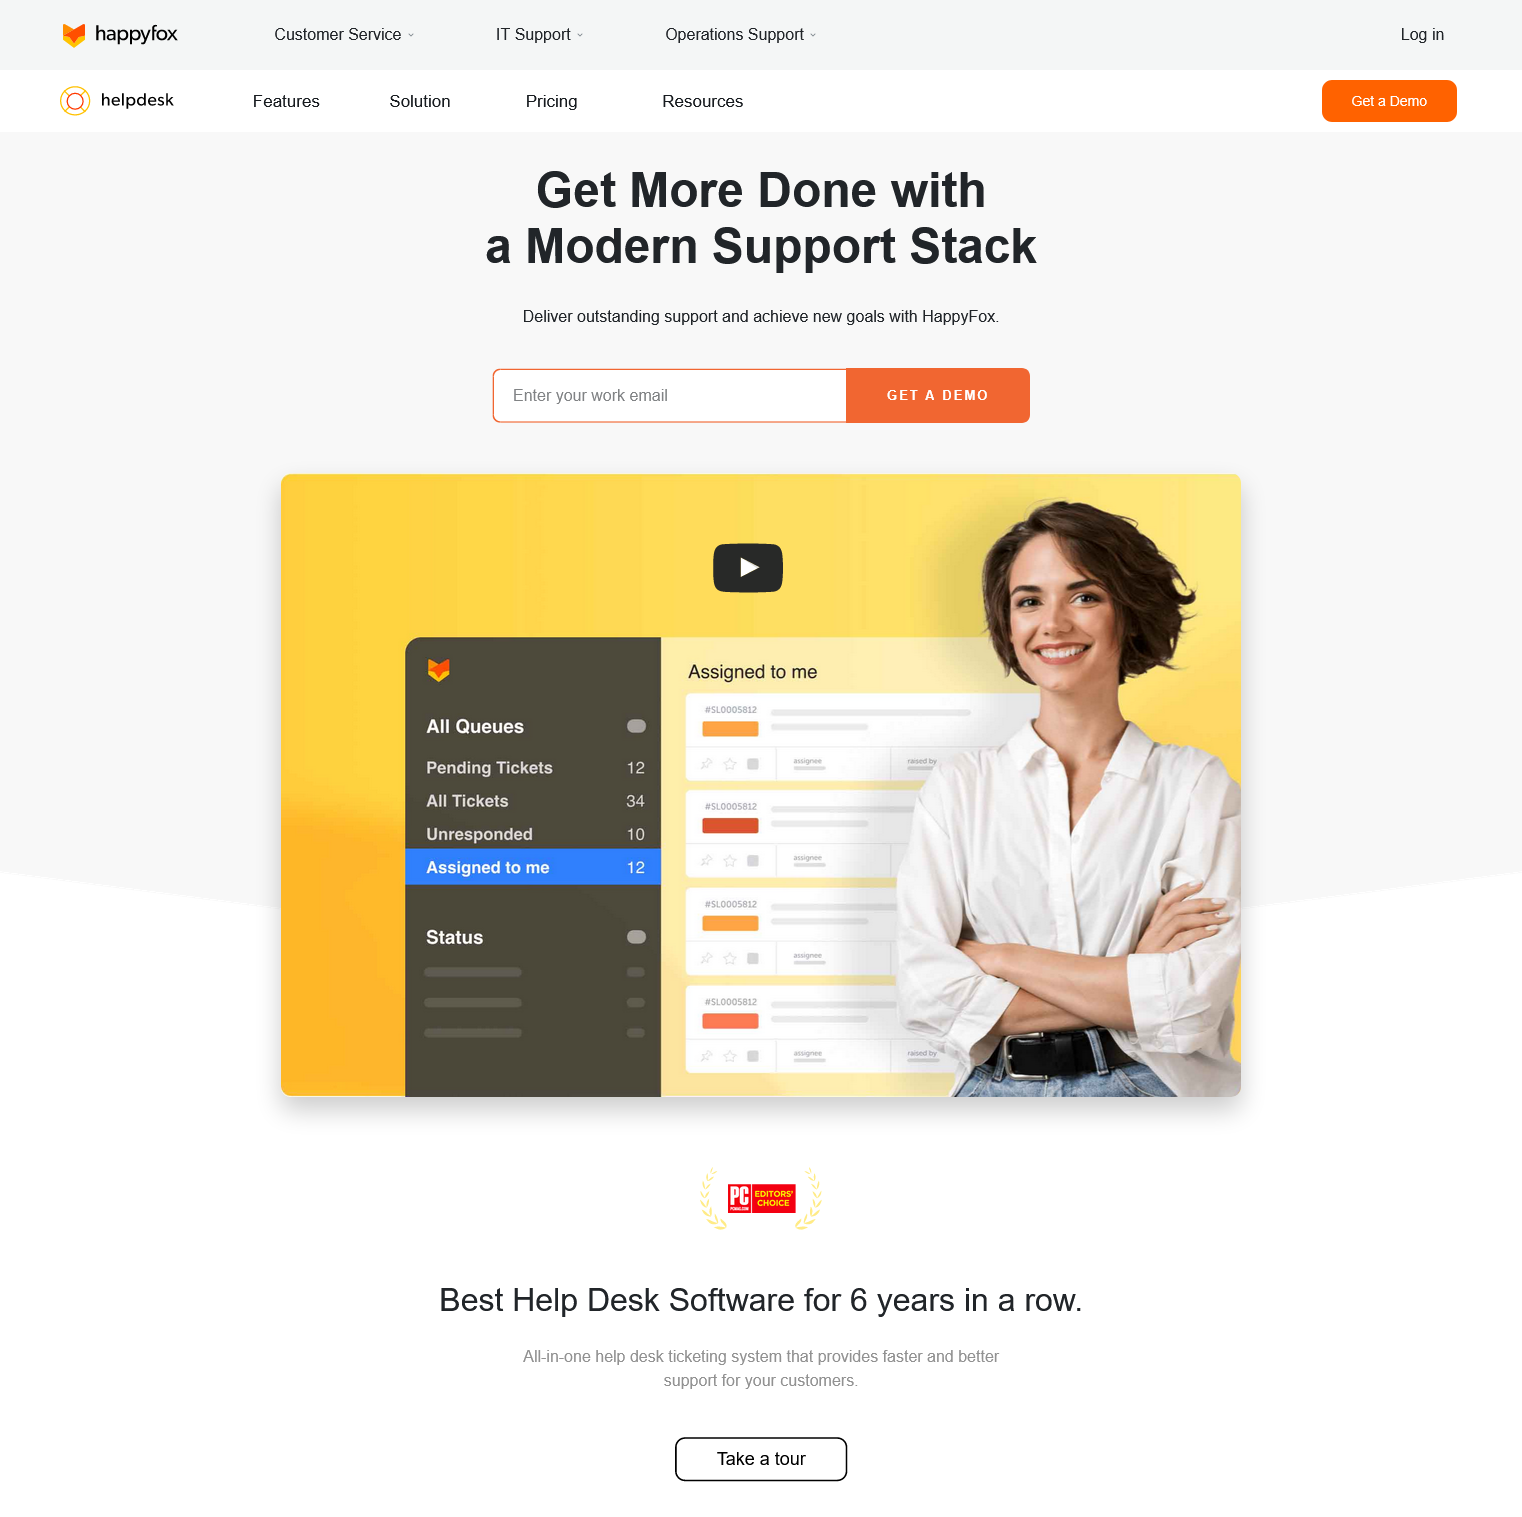 happyfox
Customer Service
IT Support
Operations Support
Log in
helpdesk
Features
Solution
Pricing
Resources
Get a Demo
Get More Done with
a Modern Support Stack
Deliver outstanding support and achieve new goals with HappyFox.
Enter your work email
GET A DEMO
All Queues
Pending Tickets 12
All Tickets 34
Unresponded 10
Assigned to me 12
Status
Assigned to me
#SL0005812
assignee
raised by
#SL0005812
assignee
#SL0005812
assignee
#SL0005812
assignee
raised by
PC
PCMAG.COM
EDITORS'
CHOICE
Best Help Desk Software for 6 years in a row.
All-in-one help desk ticketing system that provides faster and better
support for your customers.
Take a tour